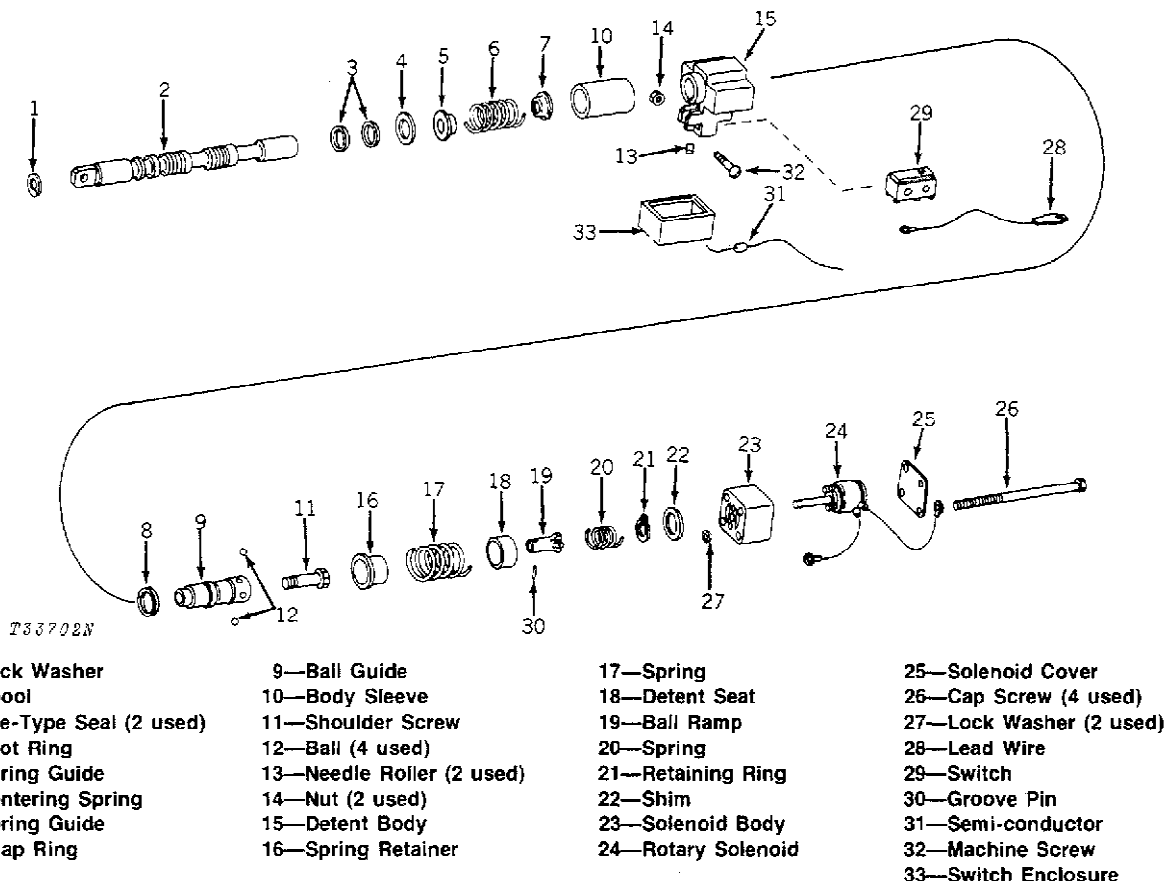 15
10
14
7
6
5
4
3
2
1
29
28
13
32
31
33
26
25
24
23
22
21
20
19
18
17
16
11
9
8
12
27
30
T33702N
ck Washer
ool
e-Type Seal (2 used)
ot Ring
ring Guide
ntering Spring
ring Guide
ap Ring
9—Ball Guide
10—Body Sleeve
11—Shoulder Screw
12—Ball (4 used)
13—Needle Roller (2 used)
14—Nut (2 used)
15—Detent Body
16—Spring Retainer
17—Spring
18—Detent Seat
19—Ball Ramp
20—Spring
21—Retaining Ring
22—Shim
23—Solenoid Body
24—Rotary Solenoid
25—Solenoid Cover
26—Cap Screw (4 used)
27—Lock Washer (2 used)
28—Lead Wire
29—Switch
30—Groove Pin
31—Semi-conductor
32—Machine Screw
33—Switch Enclosure